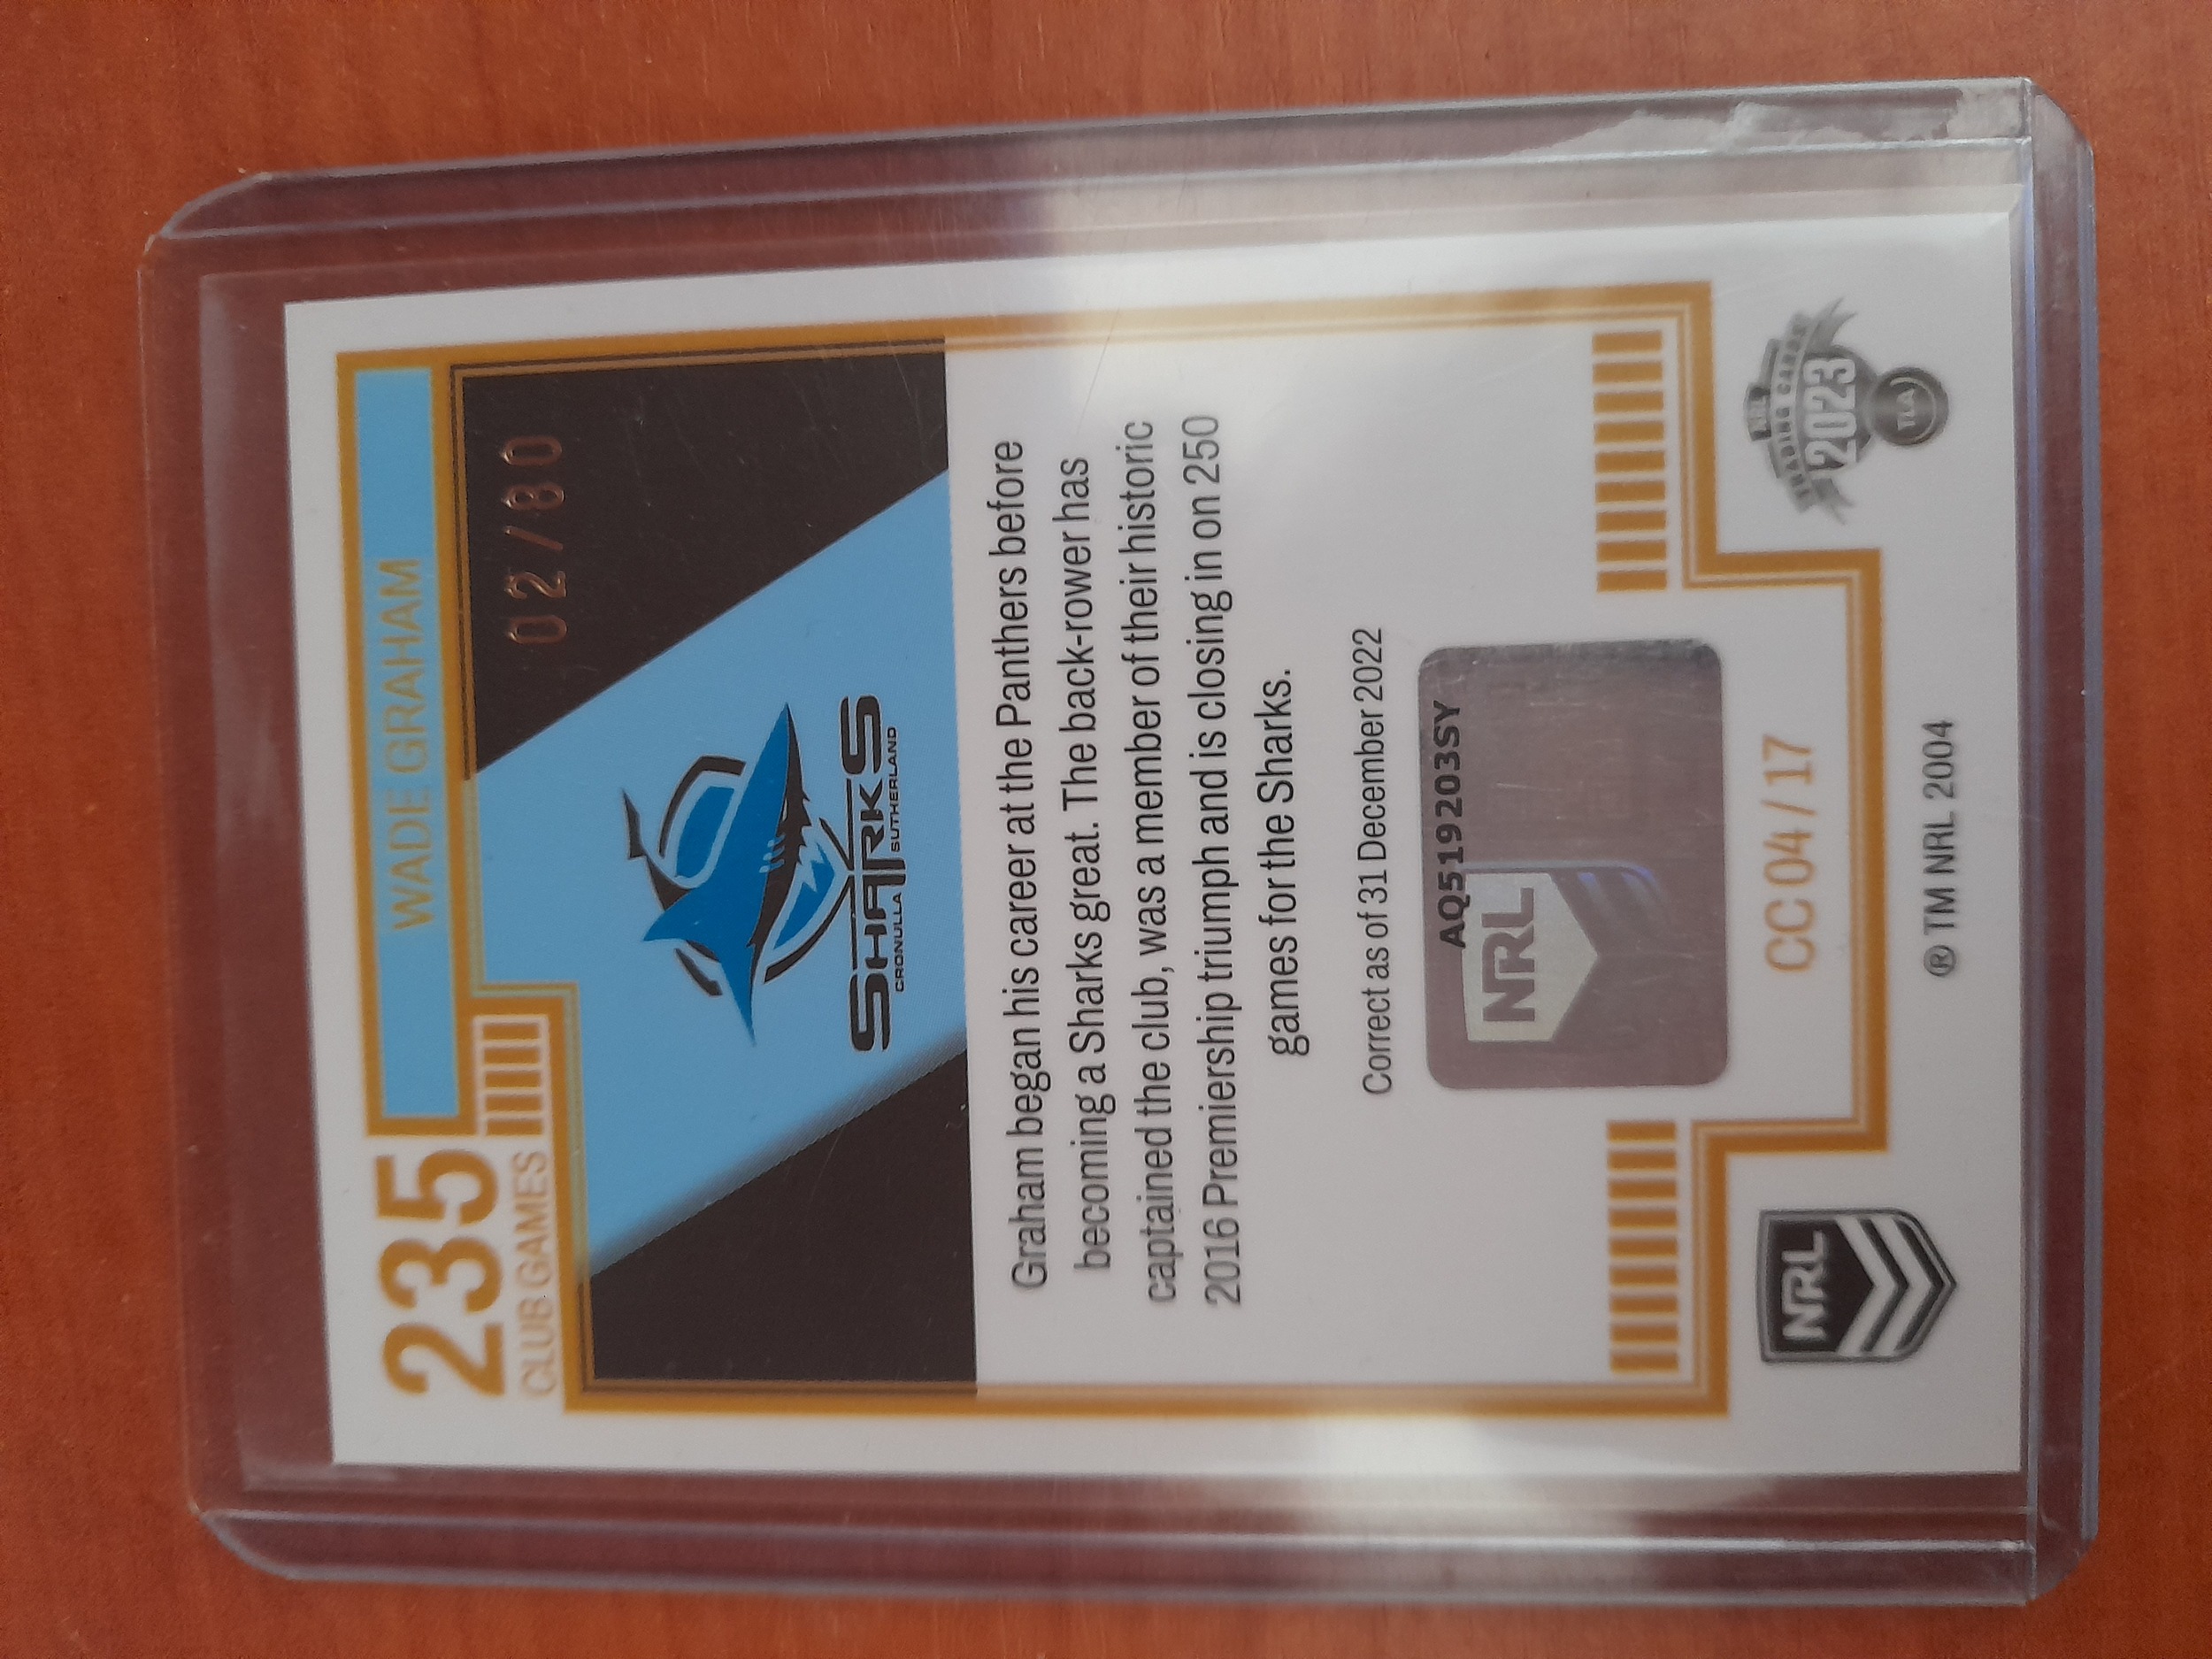 235
CLUB GAMES
WADE GRAHAM
02/80
SHARKS
CRONULLA SUTHERLAND
Graham began his career at the Panthers before
becoming a Sharks great. The back-rower has
captained the club, was a member of their historic
2016 Premiership triumph and is closing in on 250
games for the Sharks.
Correct as of 31 December 2022
AQ519203SY
NRL
CC 04 / 17
NRL
® TM NRL 2004
NRL
TRADING CARDS
2023
TLA